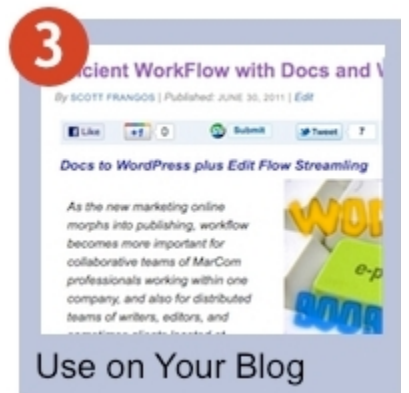 3
icient WorkFlow with Docs and
By SCOTT FRANGOS | Published: JUNE 30, 2011 | Edit
Like +1 0 Submit Tweet 7
Docs to WordPress plus Edit Flow Streamling
As the new marketing online
morphs into publishing, workflow
becomes more important for
collaborative teams of MarCom
professionals working within one
company, and also for distributed
teams of writers, editors, and
WOR
e-p
Use on Your Blog